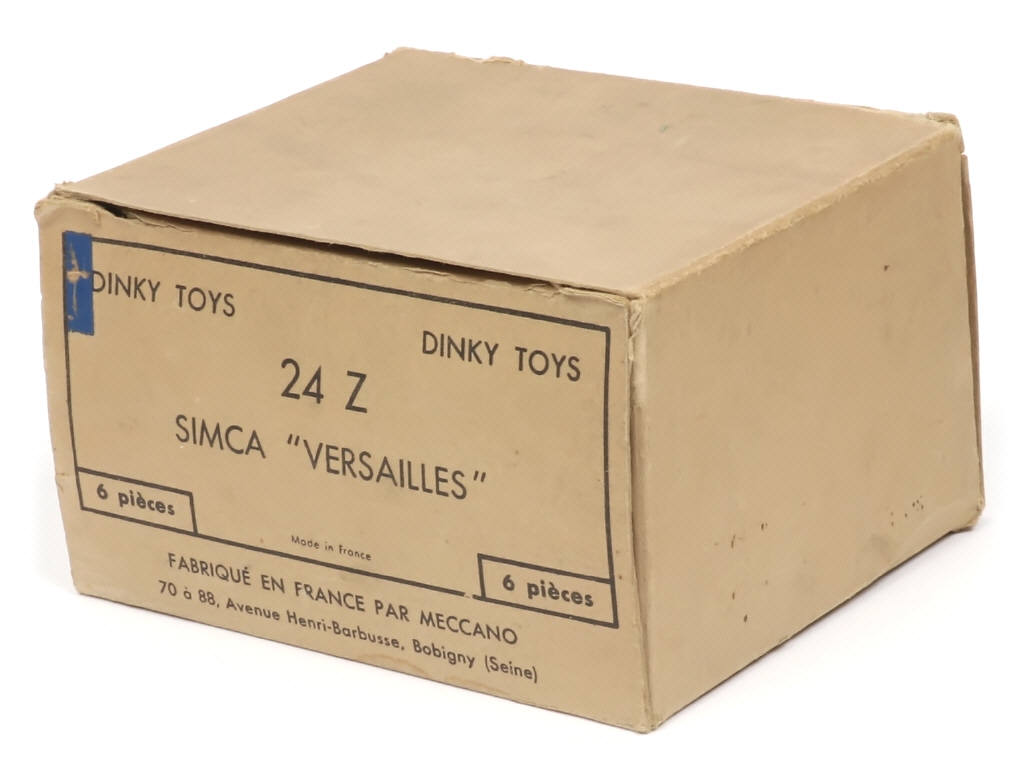 DINKY TOYS
DINKY TOYS
24 Z
SIMCA "VERSAILLES"
6 pièces
Made in France
6 pièces
FABRIQUÉ EN FRANCE PAR MECCANO
70 à 88, Avenue Henri-Barbusse, Bobigny (Seine)